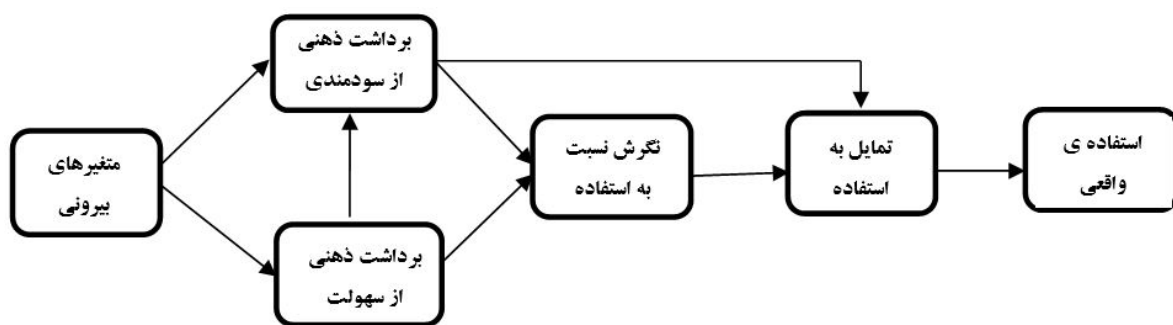 برداشت ذهنی
از سودمندی
متغیرهای
بیرونی
برداشت ذهنی
از سهولت
نگرش نسبت
به استفاده
تمایل به
استفاده
استفاده ی
واقعی